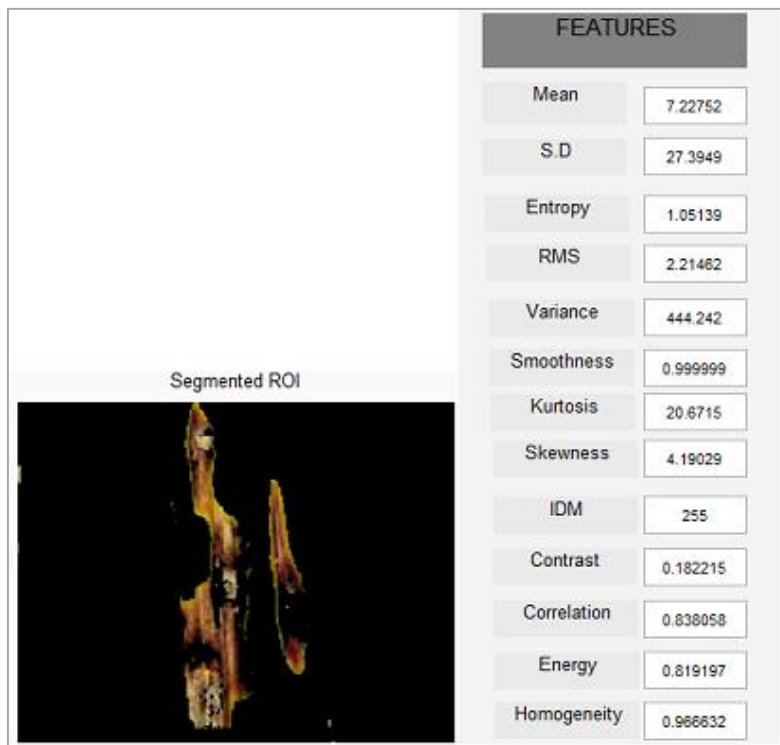 FEATURES
Mean 7.22752
S.D 27.3949
Entropy 1.05139
RMS 2.21462
Variance 444.242
Smoothness 0.999999
Kurtosis 20.6715
Skewness 4.19029
IDM 255
Contrast 0.182215
Correlation 0.838058
Energy 0.819197
Homogeneity 0.966632
Segmented ROI